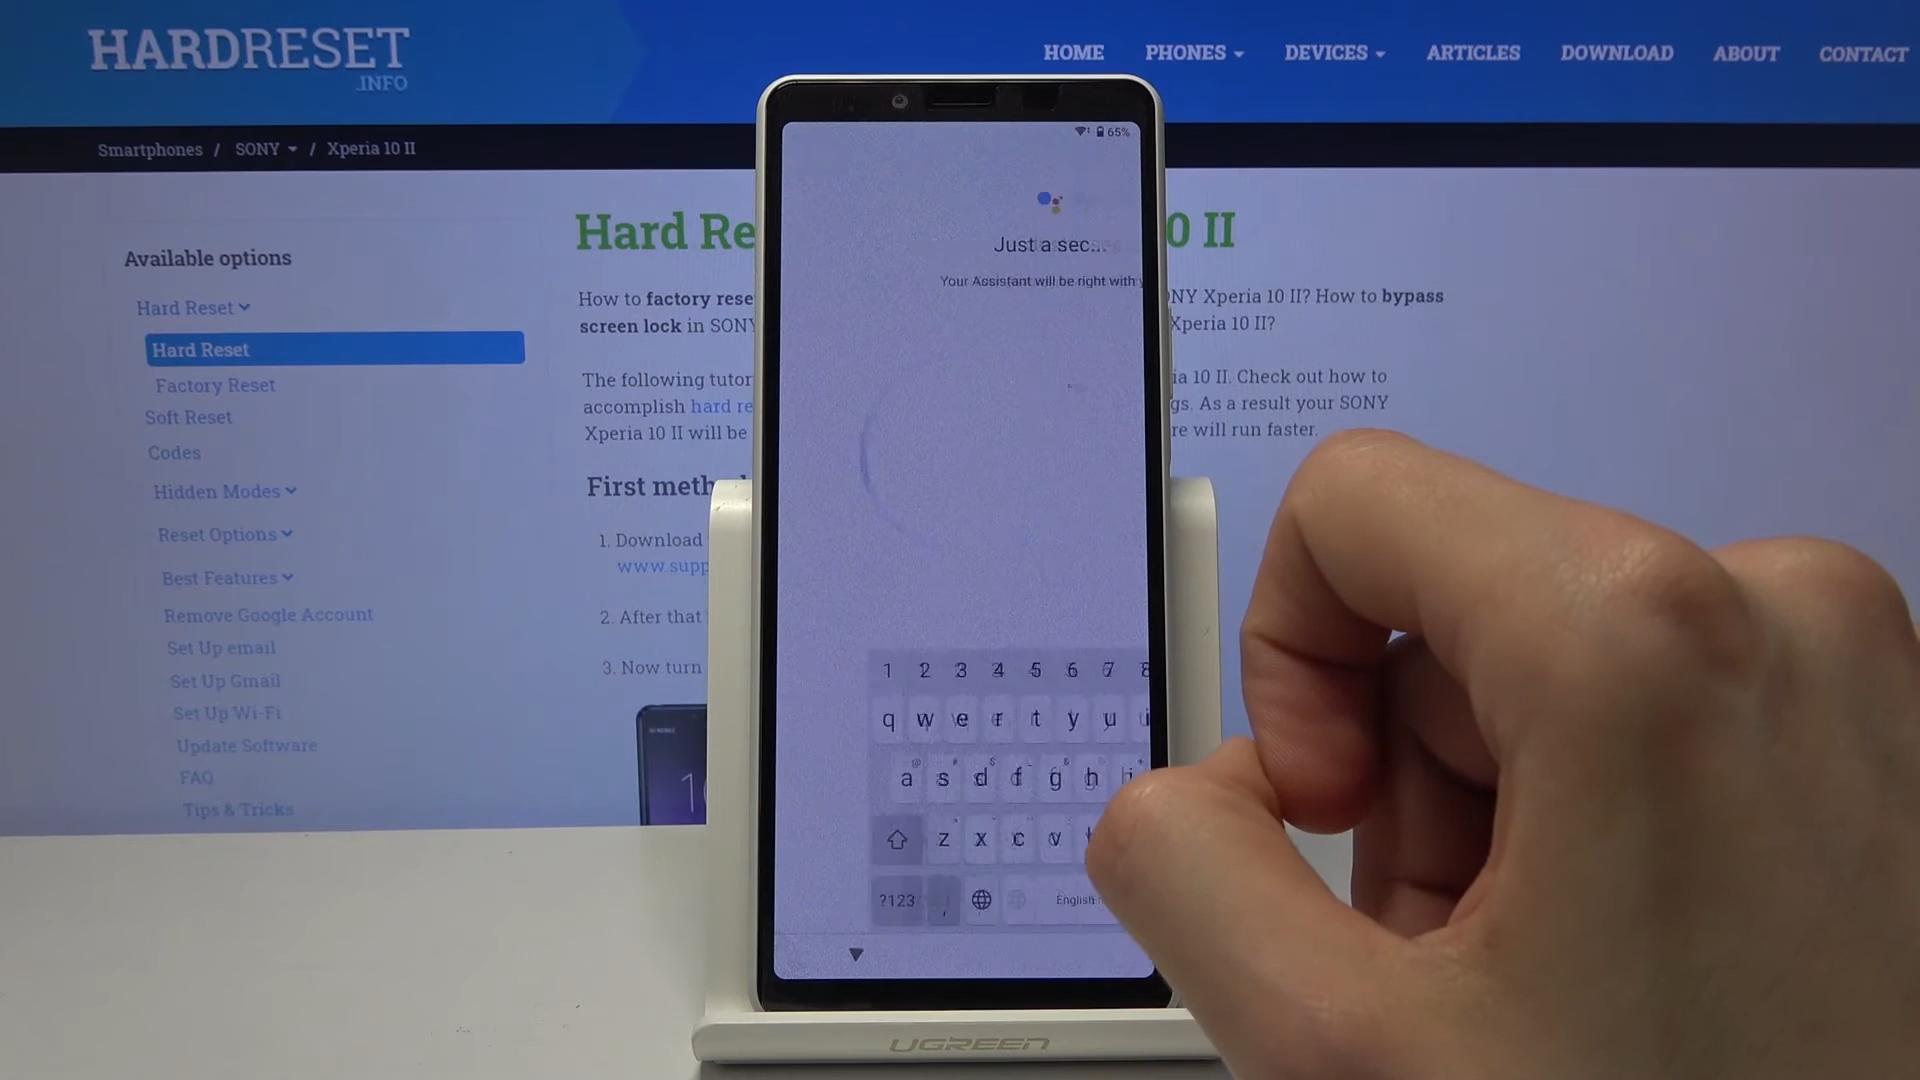 HARDRESET
.INFO
HOME PHONES DEVICES ARTICLES DOWNLOAD ABOUT CONTACT
Smartphones / SONY / Xperia 10 II
Available options
Hard Reset
Hard Reset
Factory Reset
Soft Reset
Codes
Hidden Modes
Reset Options
Best Features
Remove Google Account
Set Up email
Set Up Gmail
Set Up Wi-Fi
Update Software
FAQ
Tips & Tricks
Hard Re 0 II
How to factory rese NY Xperia 10 II? How to bypass
screen lock in SONY Xperia 10 II?
The following tutor ia 10 II. Check out how to
accomplish hard re gs. As a result your SONY
Xperia 10 II will be re will run faster.
First meth
1. Download
www.supp
2. After that
3. Now turn
65%
Just a sec...
Your Assistant will be right with
1 2 3 4 5 6 7 8
q w e r t y u i
a s d f g h j
z x c v
?123 , English
UGREEN